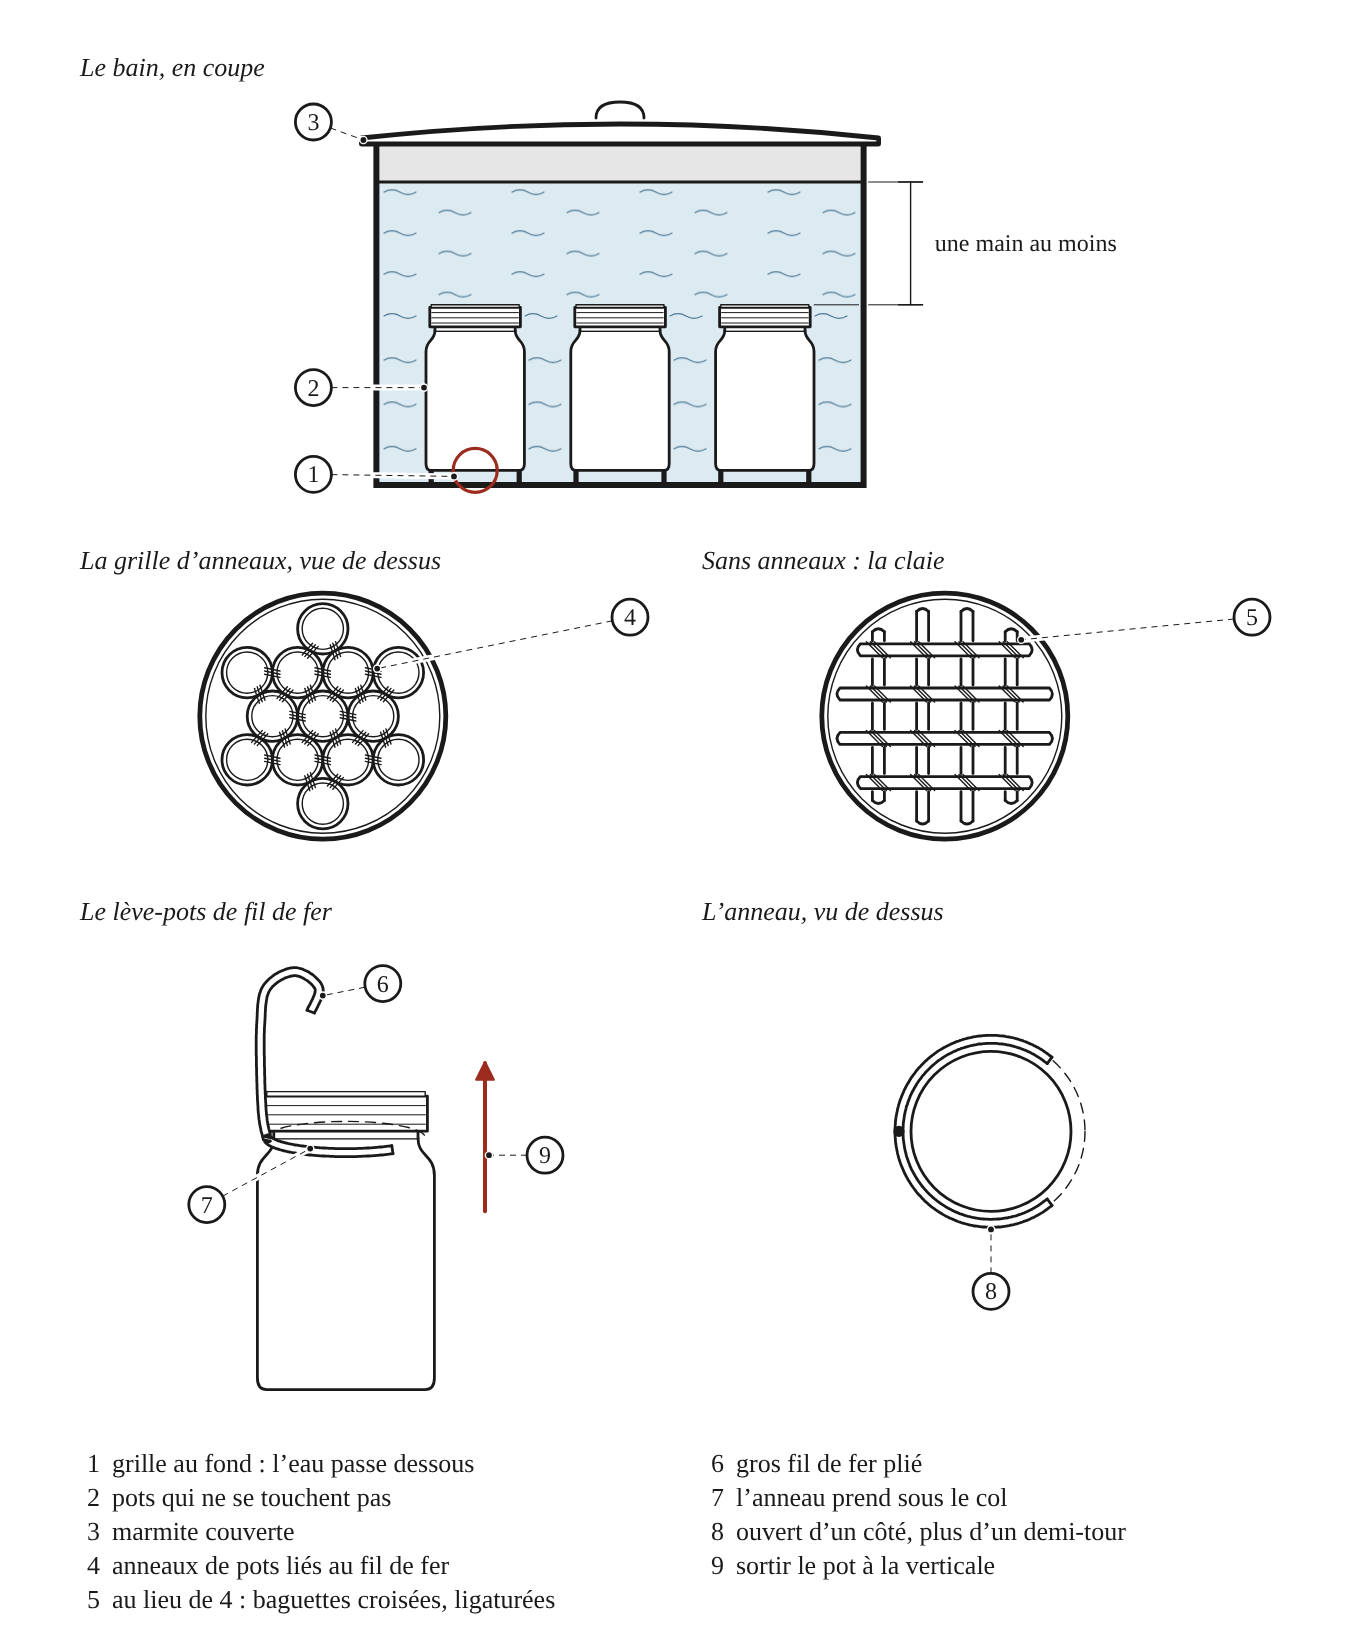 Le bain, en coupe
3
une main au moins
2
1
La grille d’anneaux, vue de dessus
Sans anneaux : la claie
4
5
Le lève-pots de fil de fer
L’anneau, vu de dessus
6
9
7
8
1 grille au fond : l’eau passe dessous
2 pots qui ne se touchent pas
3 marmite couverte
4 anneaux de pots liés au fil de fer
5 au lieu de 4 : baguettes croisées, ligaturées
6 gros fil de fer plié
7 l’anneau prend sous le col
8 ouvert d’un côté, plus d’un demi-tour
9 sortir le pot à la verticale